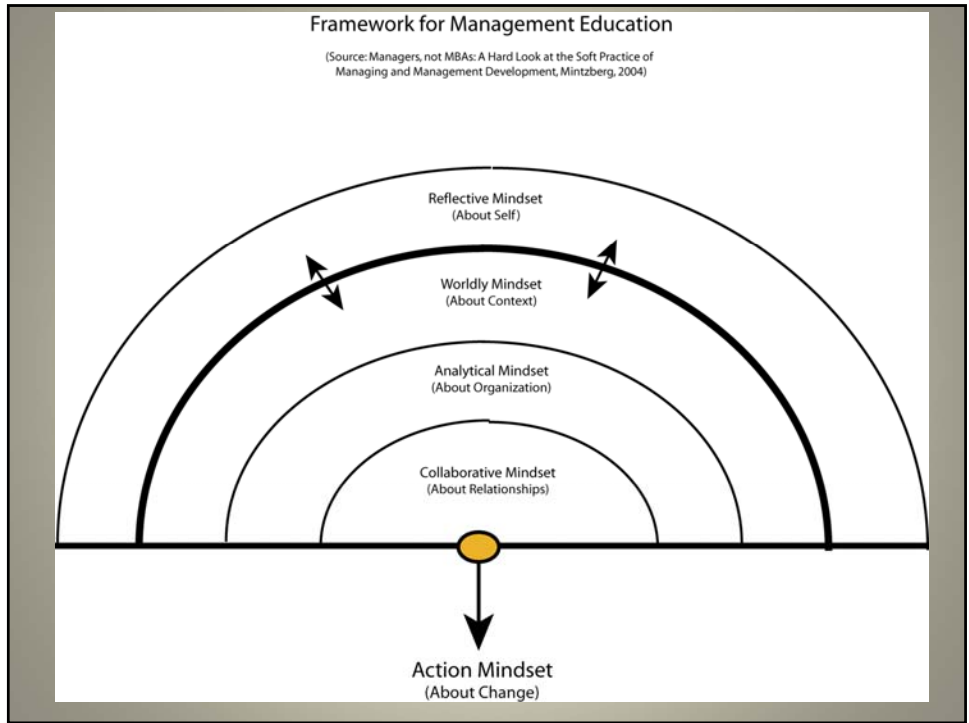 Framework for Management Education
(Source: Managers, not MBAs: A Hard Look at the Soft Practice of
Managing and Management Development, Mintzberg, 2004)
Reflective Mindset
(About Self)
Worldly Mindset
(About Context)
Analytical Mindset
(About Organization)
Collaborative Mindset
(About Relationships)
Action Mindset
(About Change)